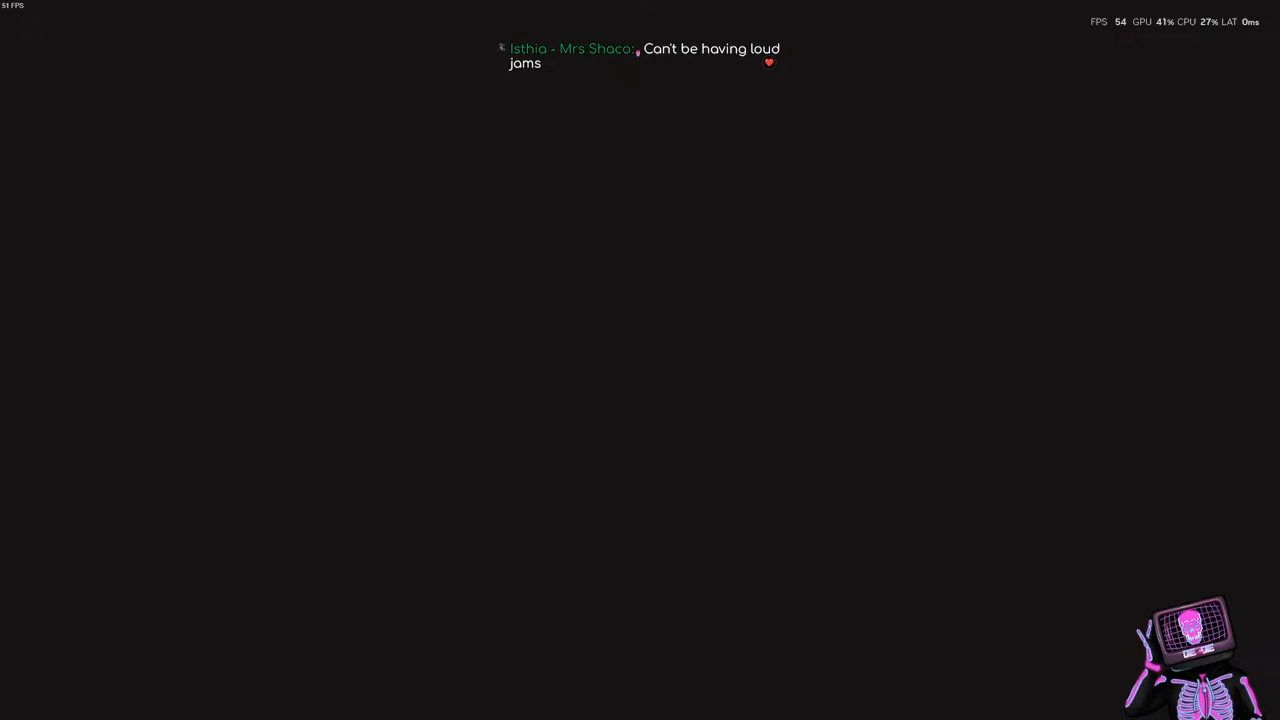 51 FPS
FPS 54 GPU 41% CPU 27% LAT 0ms
Isthia - Mrs Shaco: Can't be having loud
jams